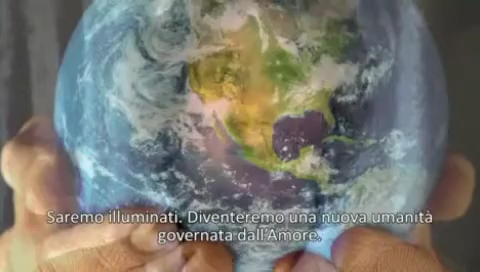 Saremo illuminati. Diventeremo una nuova umanità
governata dall'Amore.